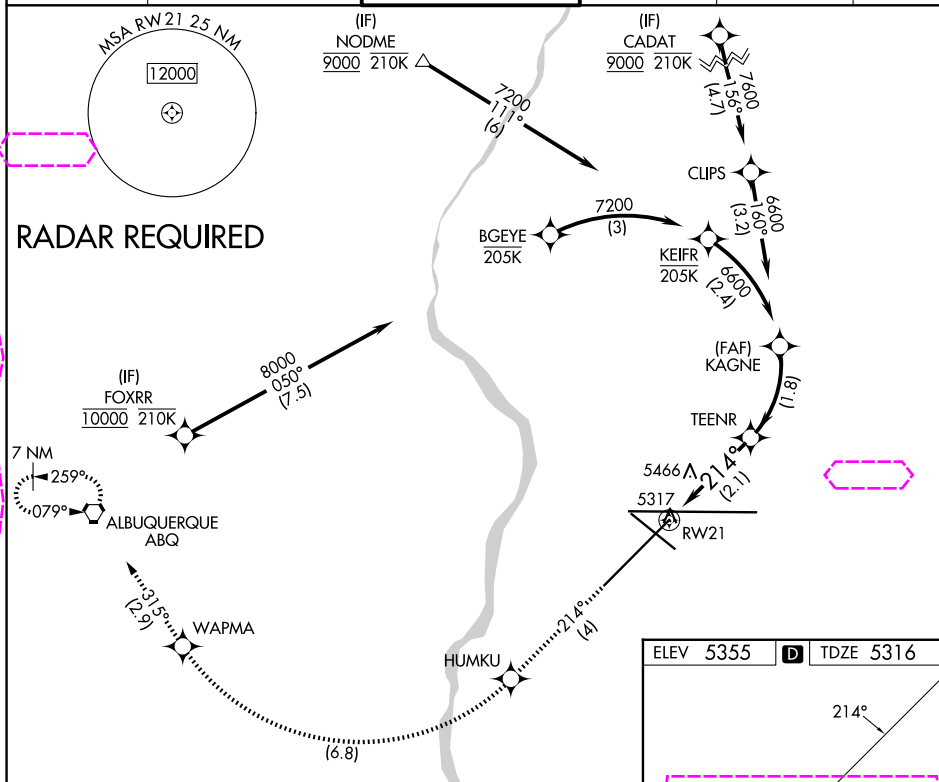 MSA RW21 25 NM
12000
(IF)
NODME
9000 210K
(IF)
CADAT
9000 210K
7200
111°
(6)
7600
156°
(4.7)
CLIPS
6600
160°
(3.2)
RADAR REQUIRED
BGEYE
205K
7200
(3)
KEIFR
205K
6600
(2.4)
(FAF)
KAGNE
(1.8)
(IF)
FOXRR
10000 210K
8000
050°
(7.5)
TEENR
214°
(2.1)
5466
5317
RW21
7 NM
259°
079°
ALBUQUERQUE
ABQ
315°
(2.9)
WAPMA
214°
(4)
HUMKU
(6.8)
ELEV 5355 D TDZE 5316
214°